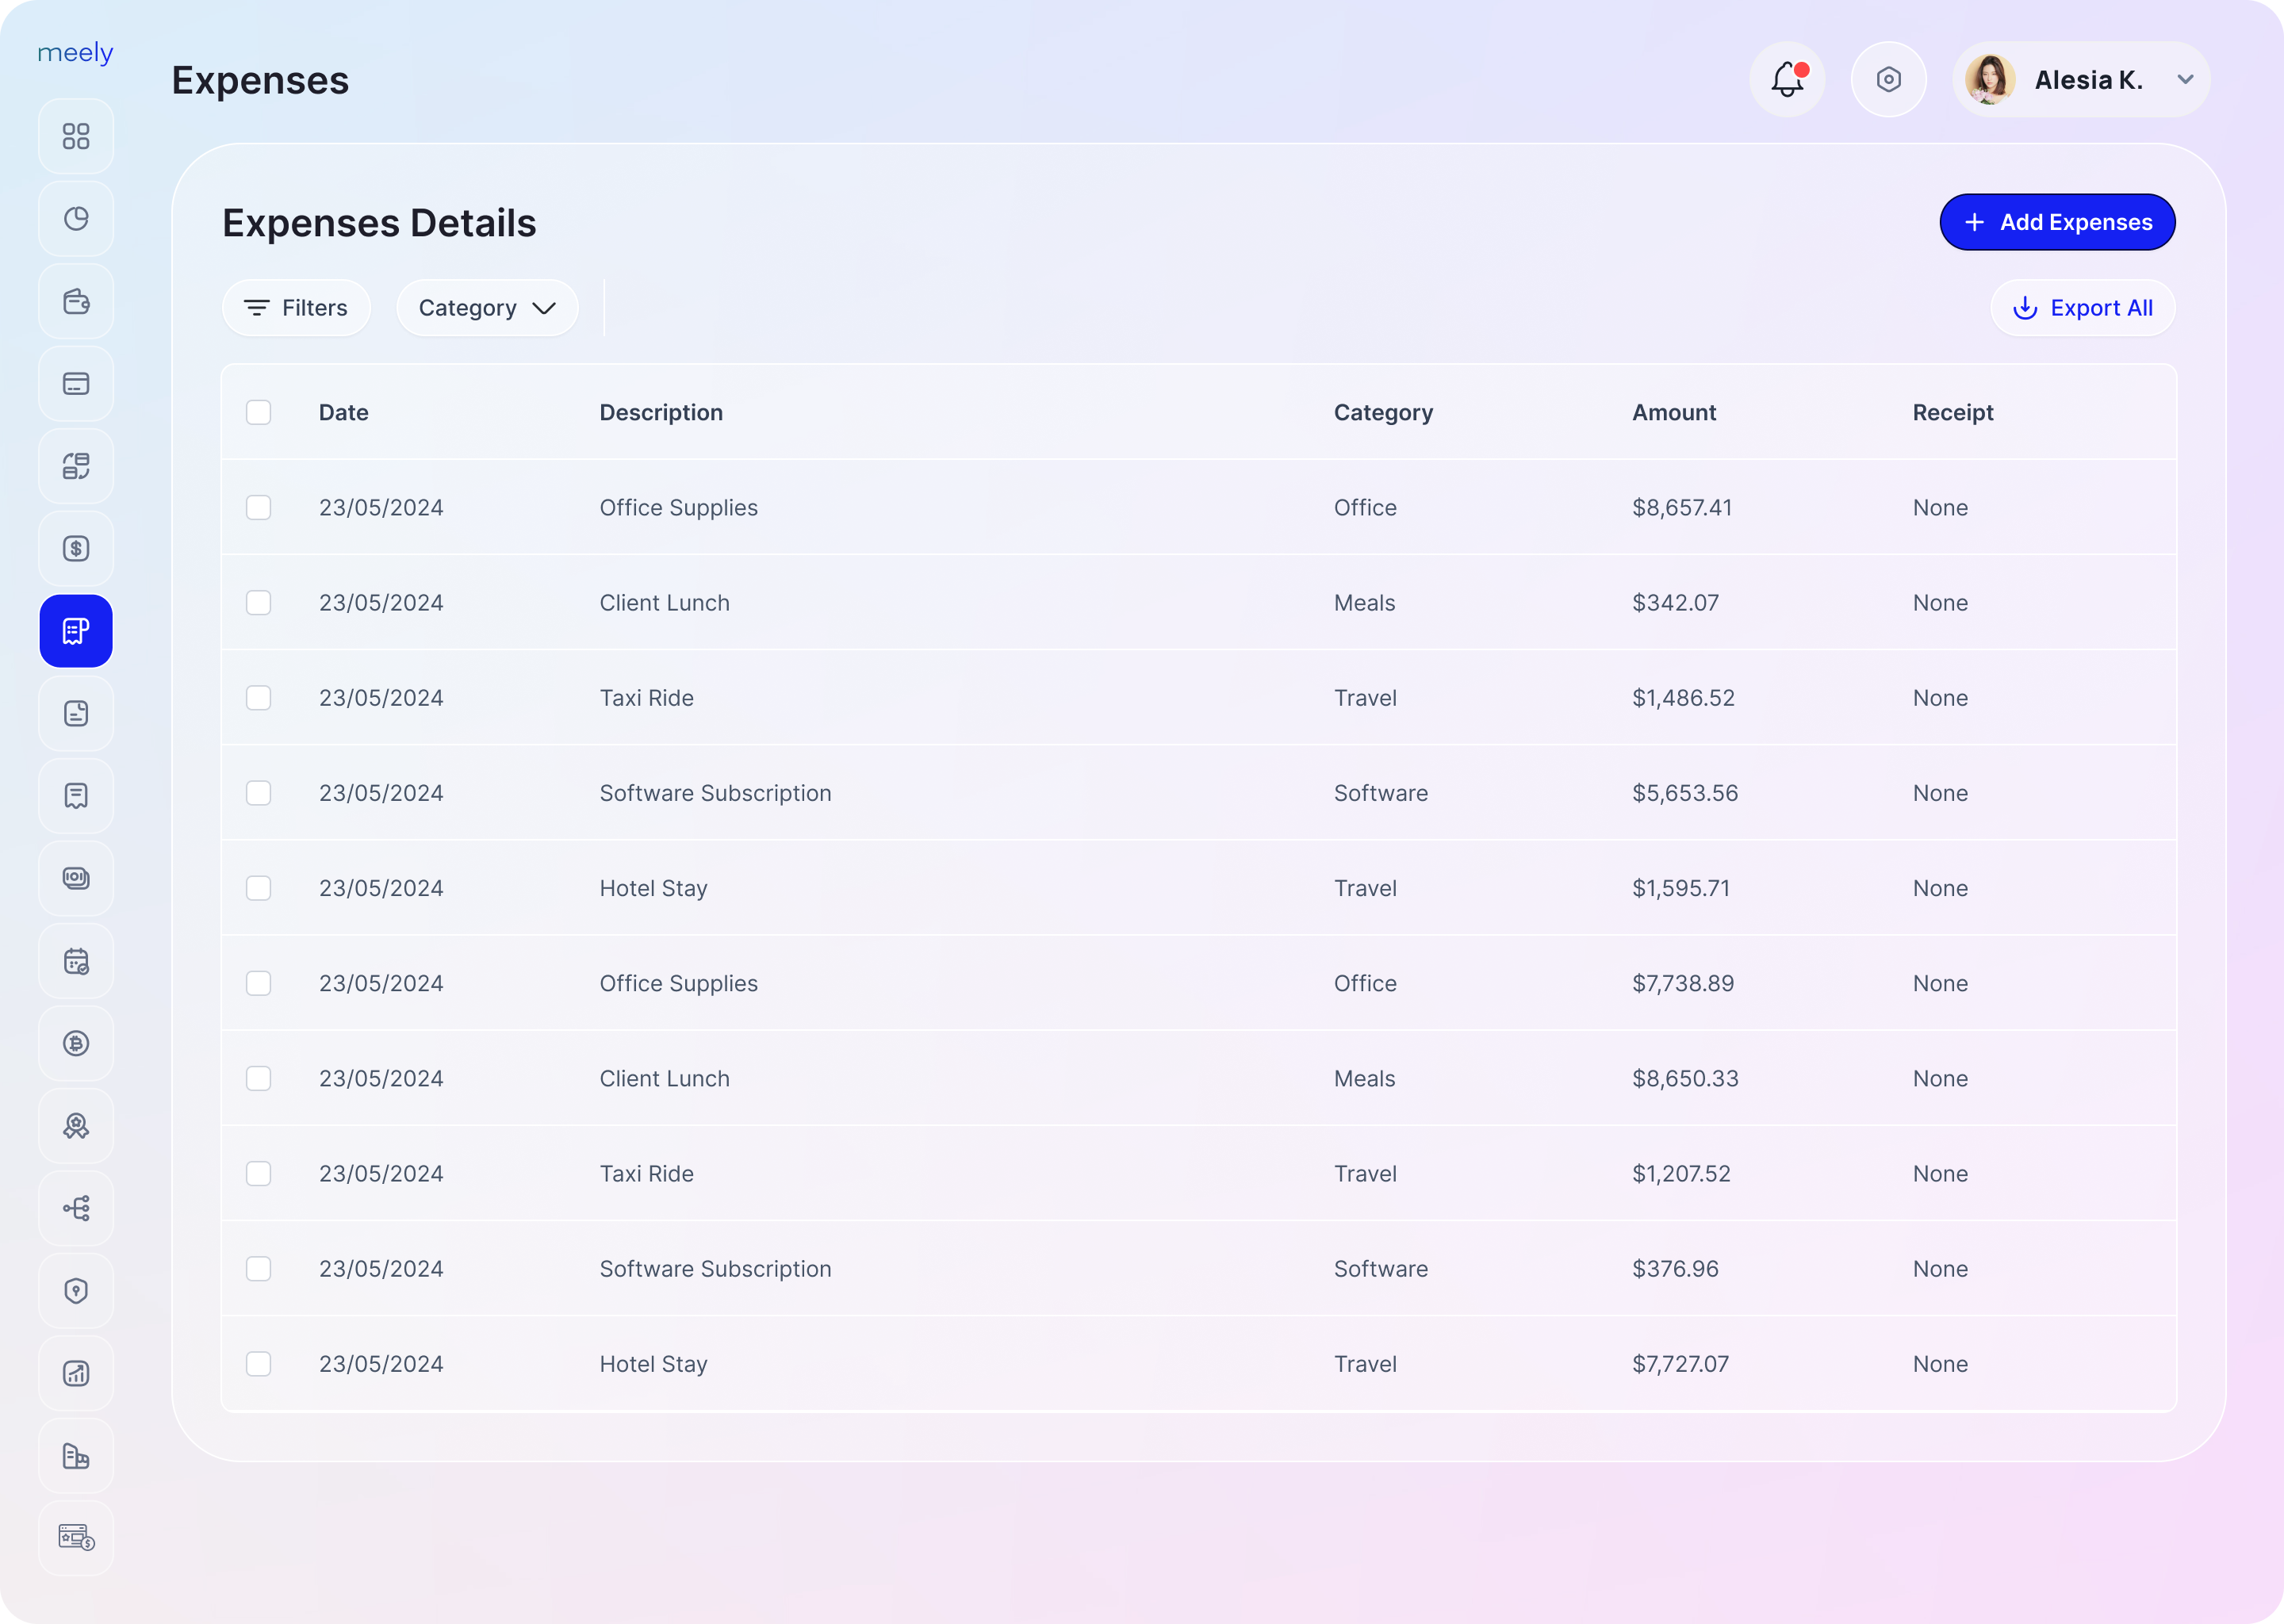 meely
Expenses
Alesia K.
Expenses Details
Add Expenses
Filters
Category
Export All
Date Description Category Amount Receipt
23/05/2024 Office Supplies Office $8,657.41 None
23/05/2024 Client Lunch Meals $342.07 None
23/05/2024 Taxi Ride Travel $1,486.52 None
23/05/2024 Software Subscription Software $5,653.56 None
23/05/2024 Hotel Stay Travel $1,595.71 None
23/05/2024 Office Supplies Office $7,738.89 None
23/05/2024 Client Lunch Meals $8,650.33 None
23/05/2024 Taxi Ride Travel $1,207.52 None
23/05/2024 Software Subscription Software $376.96 None
23/05/2024 Hotel Stay Travel $7,727.07 None